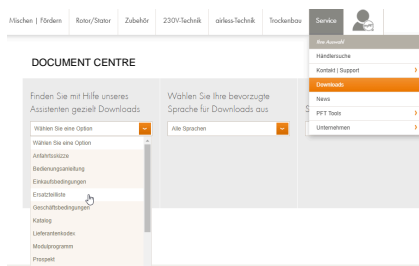 Mischen | Fördern Rotor/Stator Zubehör 230V-Technik airless-Technik Trockenbau Service
Ihre Auswahl
Händlersuche
Kontakt | Support
Downloads
News
PFT Tools
Unternehmen
DOCUMENT CENTRE
Finden Sie mit Hilfe unseres
Assistenten gezielt Downloads
Wählen Sie eine Option
Wählen Sie eine Option
Anfahrtsskizze
Bedienungsanleitung
Einkaufsbedingungen
Ersatzteilliste
Geschäftsbedingungen
Katalog
Lieferantenkodex
Modulprogramm
Prospekt
Wählen Sie Ihre bevorzugte
Sprache für Downloads aus
Alle Sprachen
S